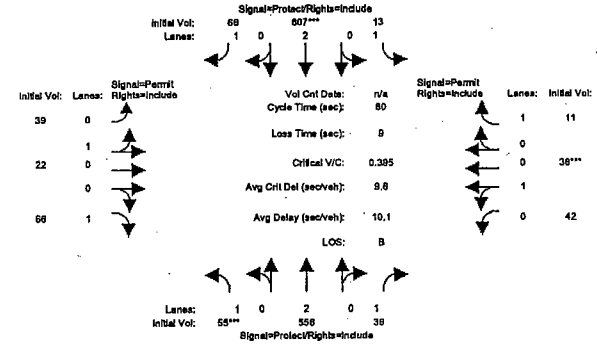 Signal=Protect/Rights=Include
Initial Vol: 68 607*** 13
Lanes: 1 0 2 0 1
Signal=Permit
Initial Vol: Lanes: Rights=Include
Vol Cnt Date: n/a
Signal=Permit
Rights=Include Lanes: Initial Vol:
Cycle Time (sec): 60
39 0
1 11
Loss Time (sec): 9
1
0
22 0
Critical V/C: 0.395
0 36***
0
Avg Crit Del (sec/veh): 9.6
1
66 1
Avg Delay (sec/veh): 10.1
0 42
LOS: B
Lanes: 1 0 2 0 1
Initial Vol: 55*** 556 38
Signal=Protect/Rights=Include